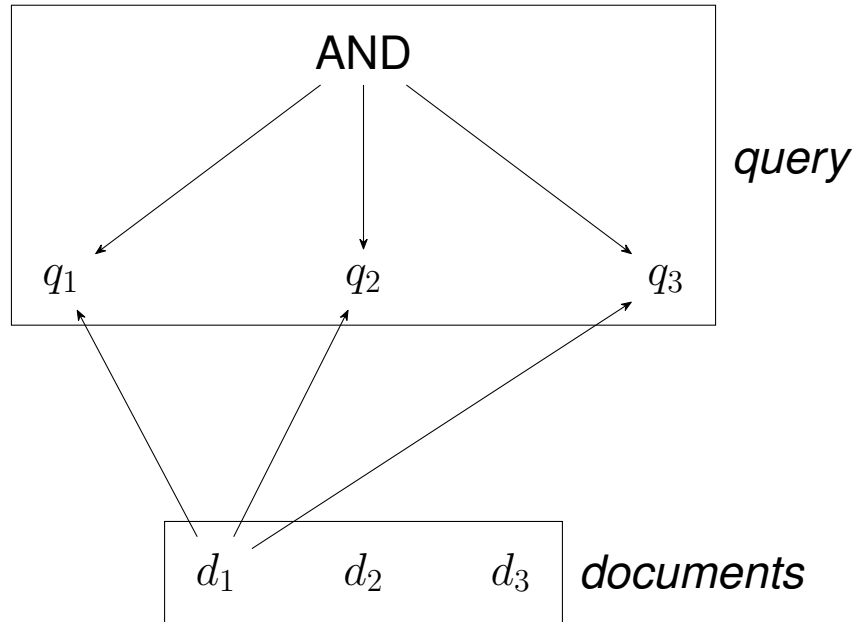 AND
query
q₁ q₂ q₃
d₁ d₂ d₃ documents